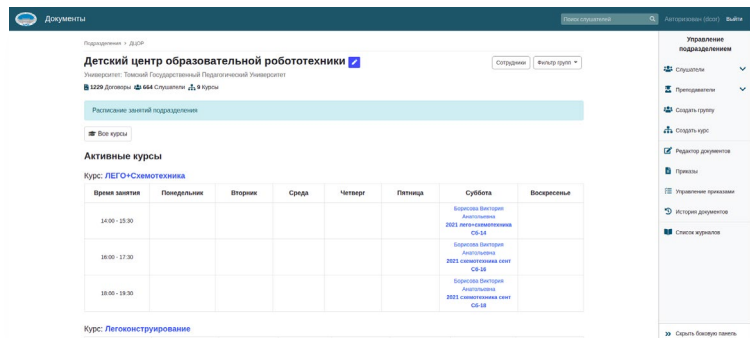 Документы
Поиск слушателей
Авторизован (dcor) Выйти
Подразделения > ДЦОР
Детский центр образовательной робототехники
Сотрудники
Фильтр групп
Университет: Томский Государственный Педагогический Университет
1229 Договоры 664 Слушатели 9 Курсы
Расписание занятий подразделения
Все курсы
Активные курсы
Курс: ЛЕГО+Схемотехника
Время занятия Понедельник Вторник Среда Четверг Пятница Суббота Воскресенье
14:00 - 15:30
Борисова Виктория
Анатольевна
2021 лего+схемотехника
Сб-14
16:00 - 17:30
Борисова Виктория
Анатольевна
2021 схемотехника сент
Сб-16
18:00 - 19:30
Борисова Виктория
Анатольевна
2021 схемотехника сент
Сб-18
Курс: Легоконструирование
Управление
подразделением
Слушатели
Преподаватели
Создать группу
Создать курс
Редактор документов
Приказы
Управление приказами
История документов
Список журналов
Скрыть боковую панель